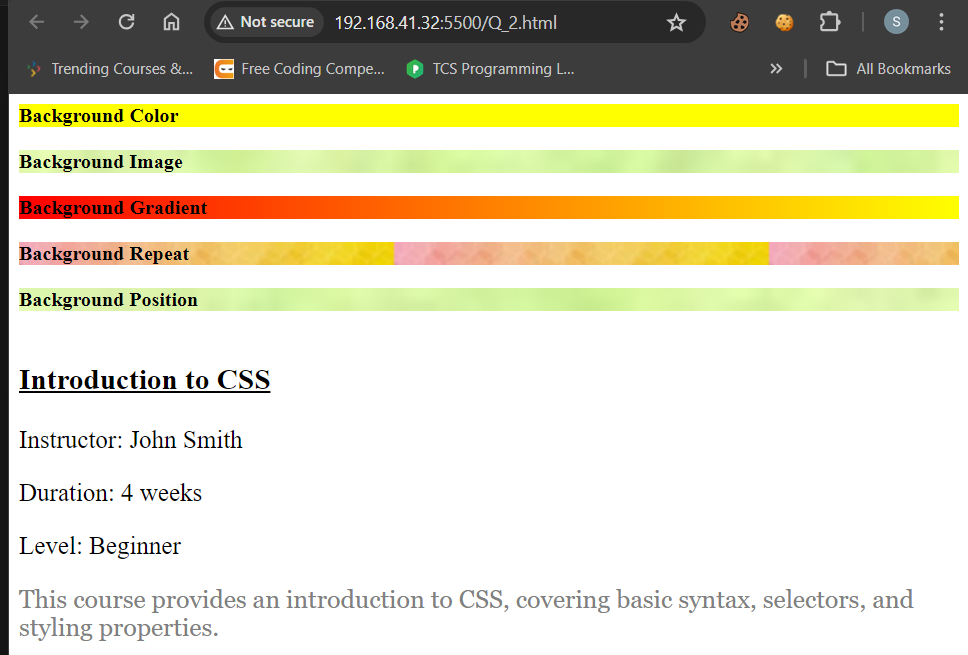 Not secure 192.168.41.32:5500/Q_2.html S
Trending Courses &... Free Coding Compe... TCS Programming L... » All Bookmarks
Background Color
Background Image
Background Gradient
Background Repeat
Background Position
Introduction to CSS
Instructor: John Smith
Duration: 4 weeks
Level: Beginner
This course provides an introduction to CSS, covering basic syntax, selectors, and
styling properties.